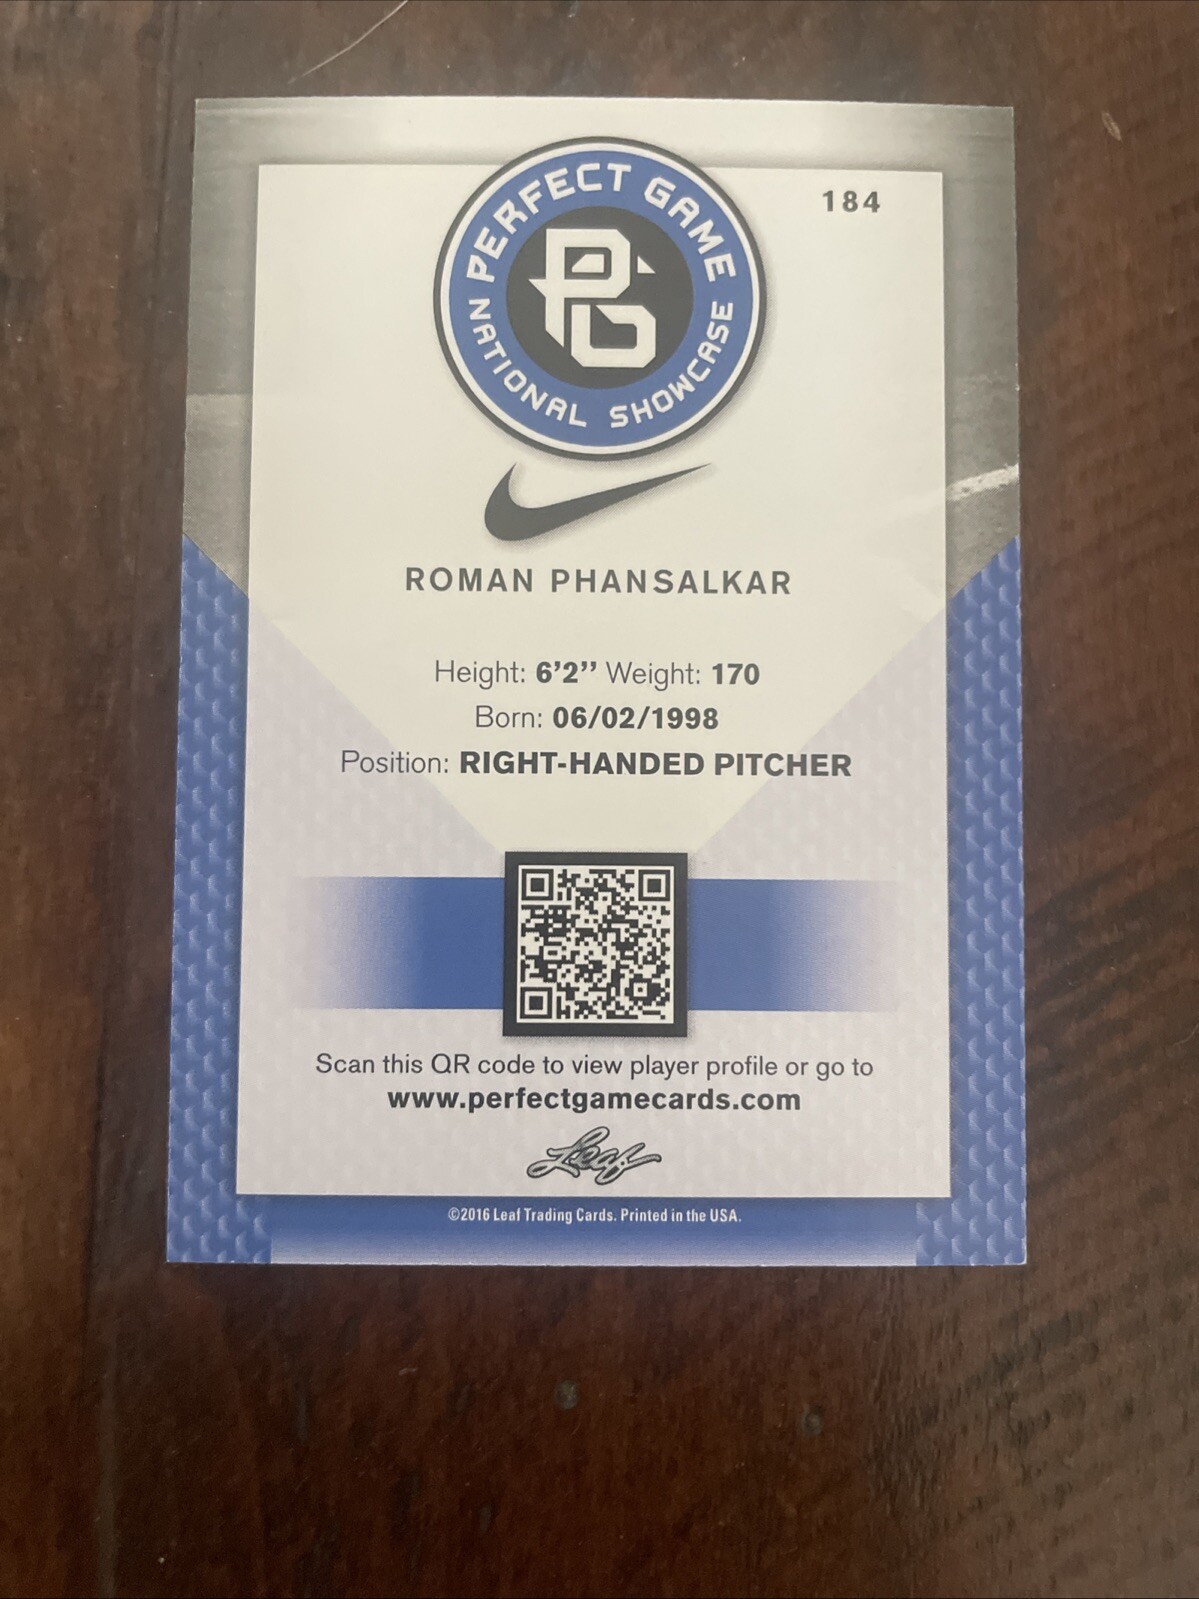 184
PERFECT GAME
PG
NATIONAL SHOWCASE
ROMAN PHANSALKAR
Height: 6'2'' Weight: 170
Born: 06/02/1998
Position: RIGHT-HANDED PITCHER
Scan this QR code to view player profile or go to
www.perfectgamecards.com
Leaf
©2016 Leaf Trading Cards. Printed in the USA.